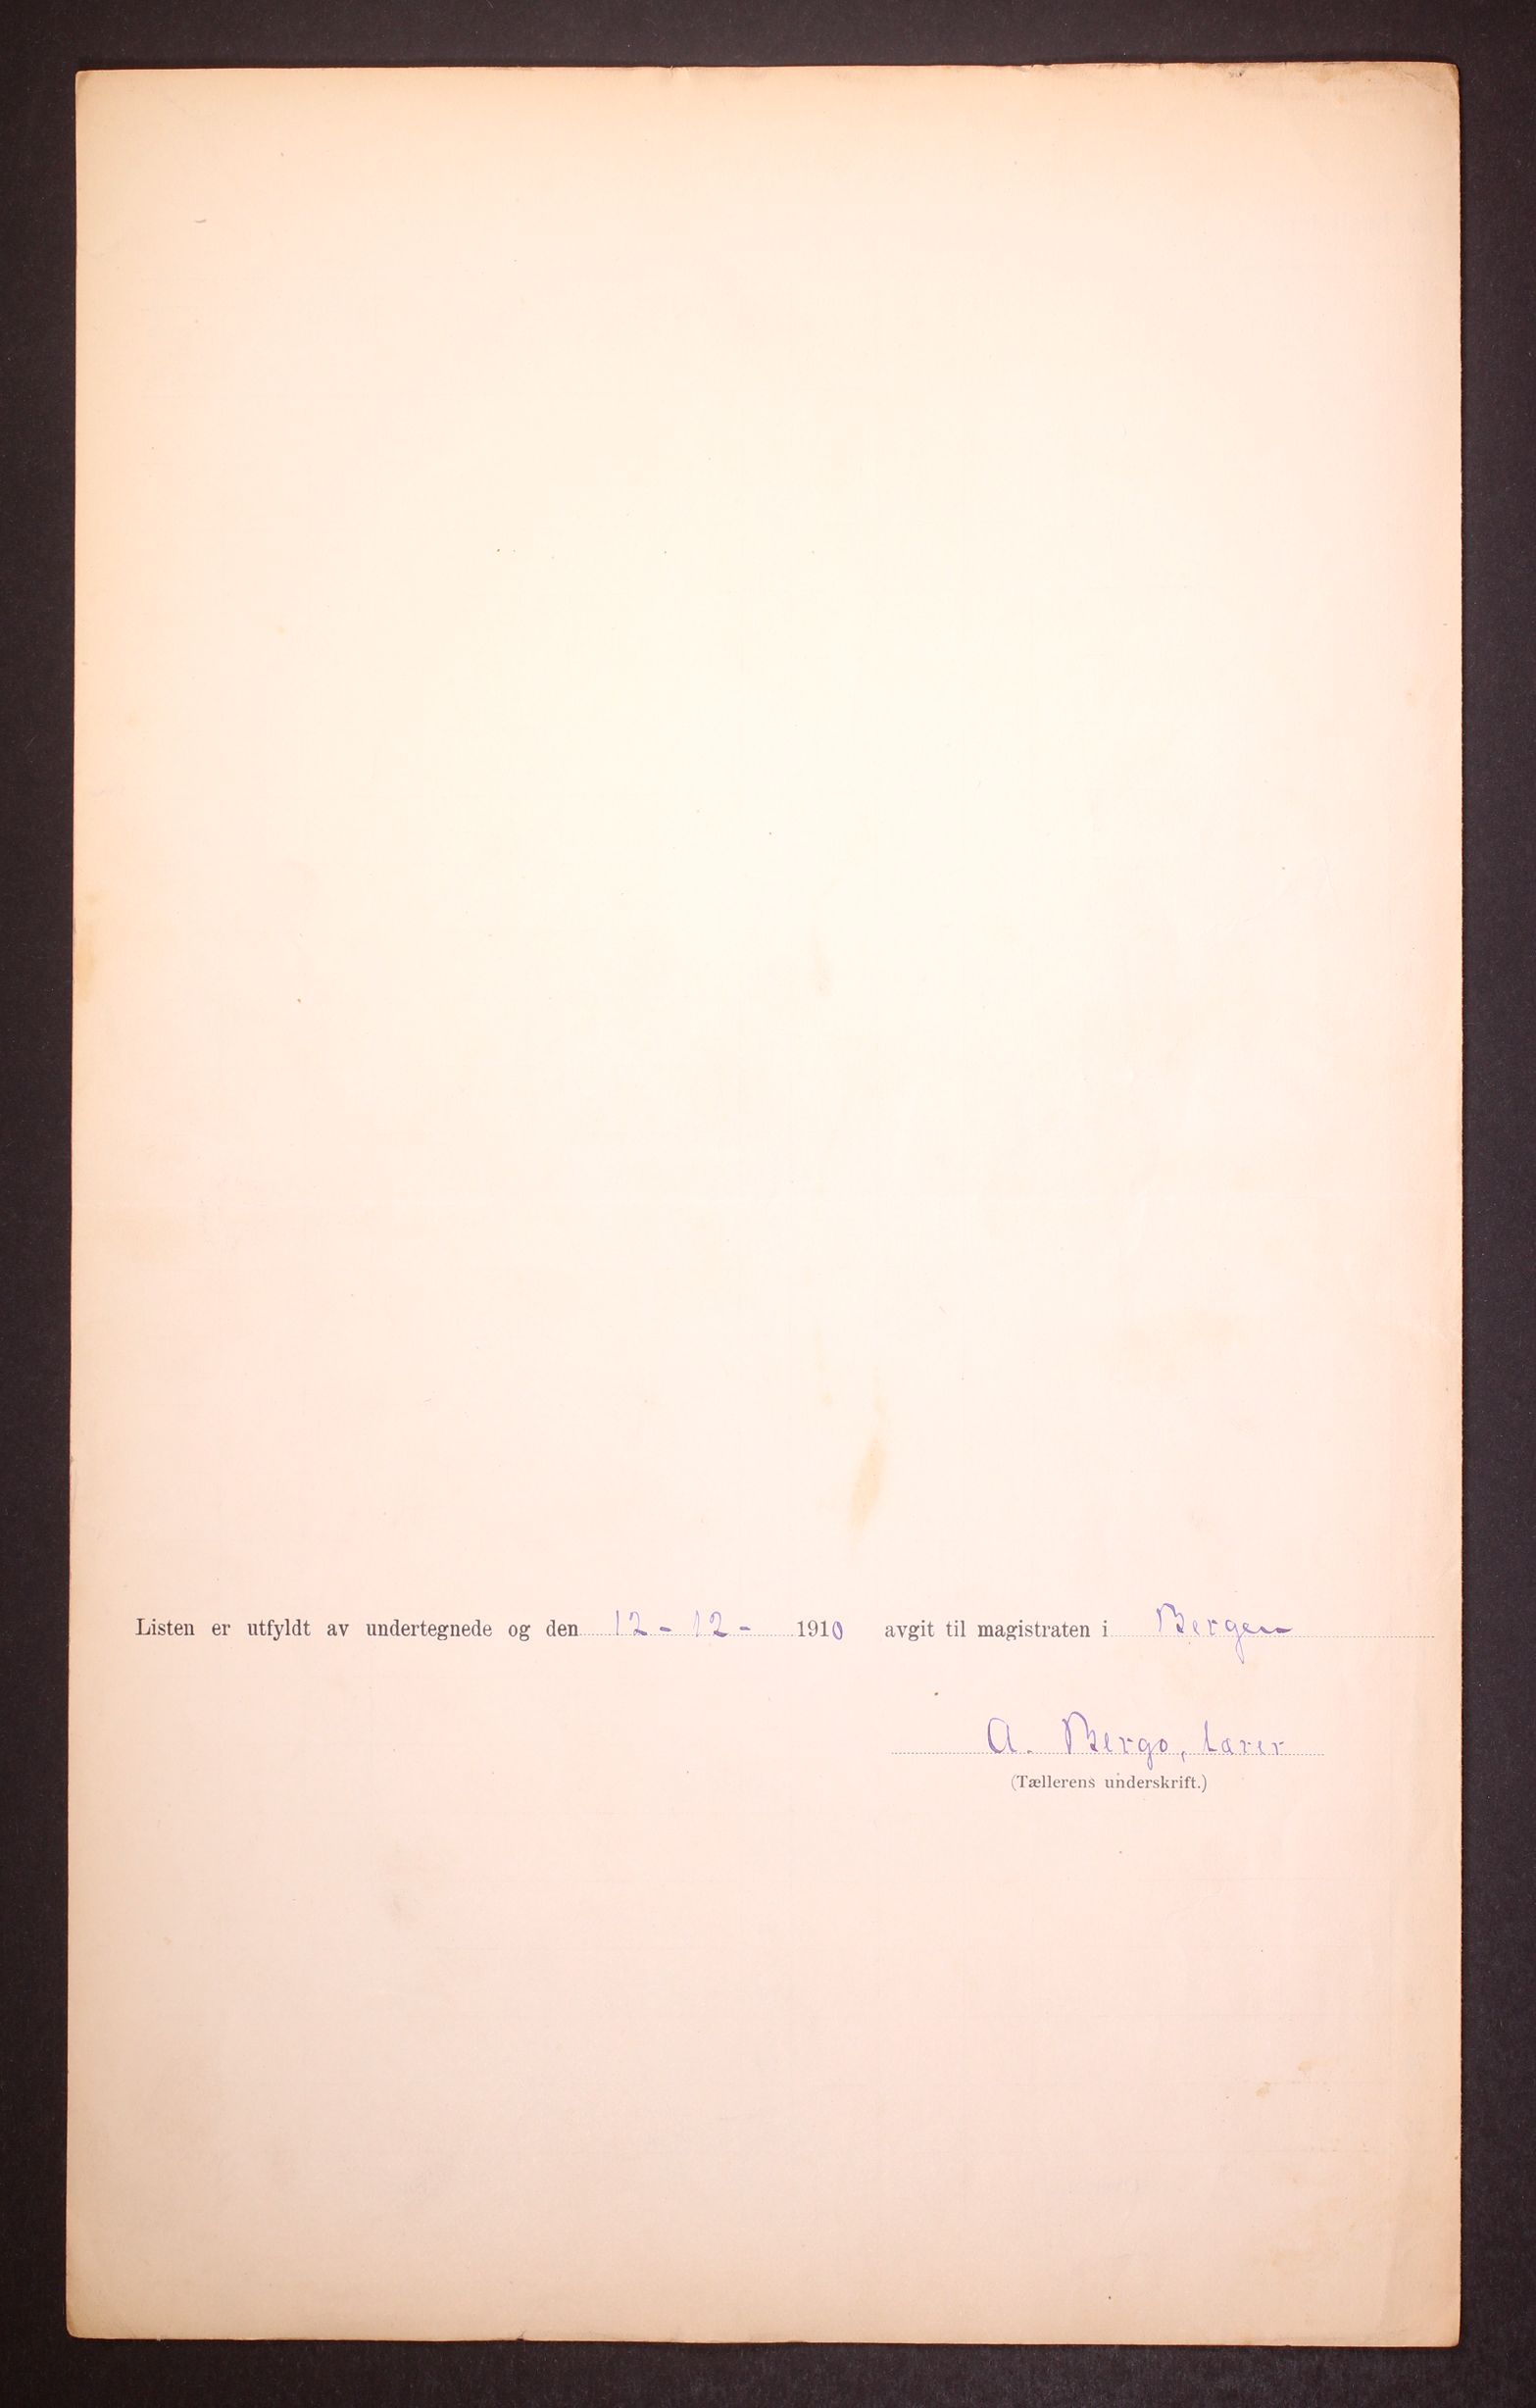 Listen er utfyldt av undertegnede og den 12 - 12 - 1910 avgit til magistraten i Bergen
A. Bergo, lærer
(Tællerens underskrift.)